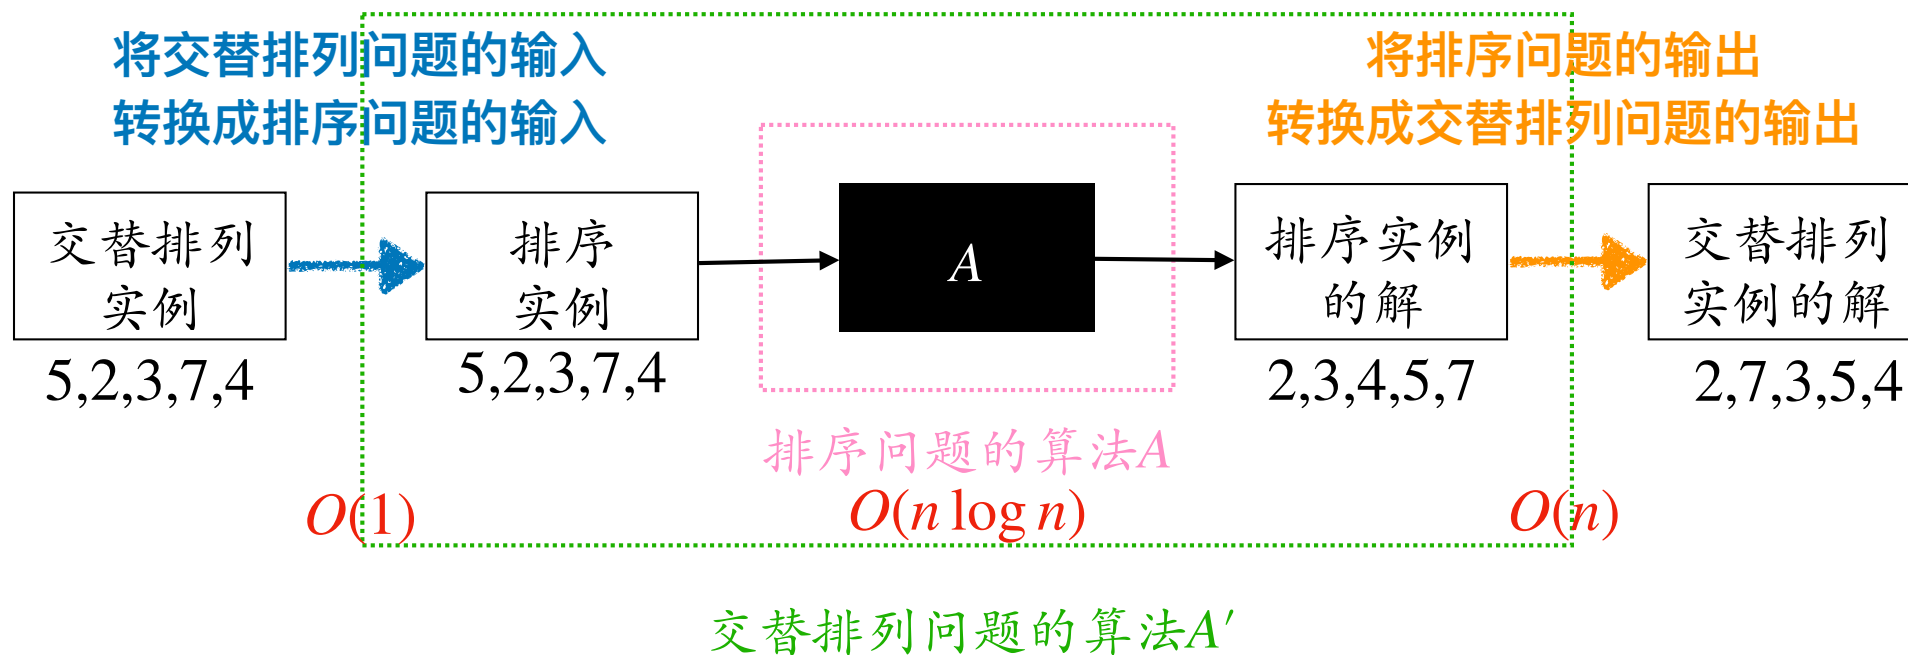 将交替排列问题的输入
转换成排序问题的输入
将排序问题的输出
转换成交替排列问题的输出
交替排列
实例
5,2,3,7,4
排序
实例
5,2,3,7,4
A
排序实例
的解
2,3,4,5,7
交替排列
实例的解
2,7,3,5,4
排序问题的算法A
O(1)
O(n log n)
O(n)
交替排列问题的算法A′